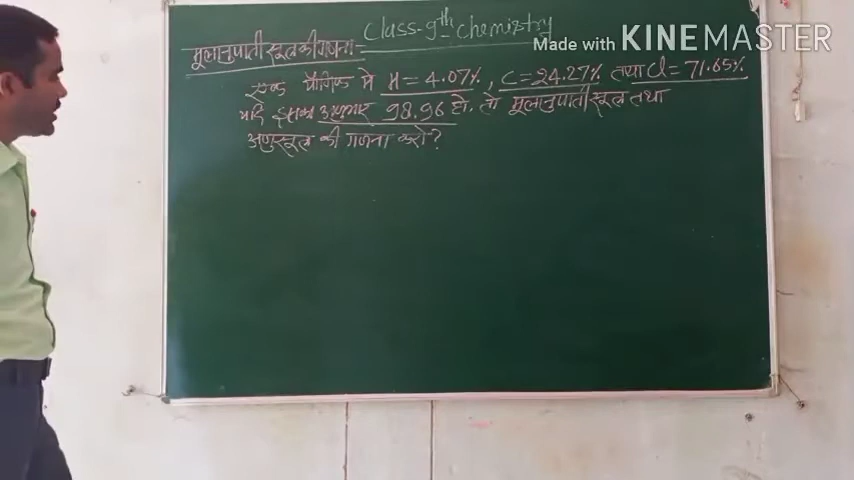 Class-9th Chemistry
Made with KINEMASTER
मूलानुपाती सूत्र की गणना-
एक यौगिक मे H = 4.07%, C = 24.27% तथा Cl = 71.65%
यदि इसका अणुभार 98.96 हो. तो मूलानुपाती सूत्र तथा
अणुसूत्र की गणना करो?